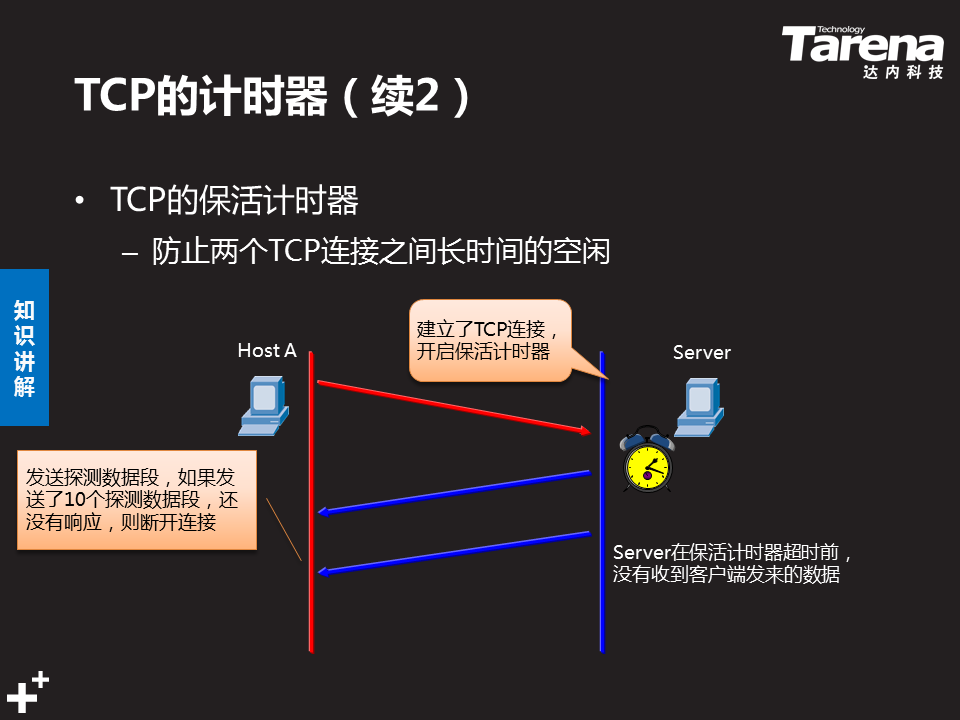 Technology
Tarena
达内科技
TCP的计时器（续2）
• TCP的保活计时器
– 防止两个TCP连接之间长时间的空闲
知
识
讲
解
建立了TCP连接，
开启保活计时器
Host A
Server
发送探测数据段，如果发
送了10个探测数据段，还
没有响应，则断开连接
Server在保活计时器超时前，
没有收到客户端发来的数据